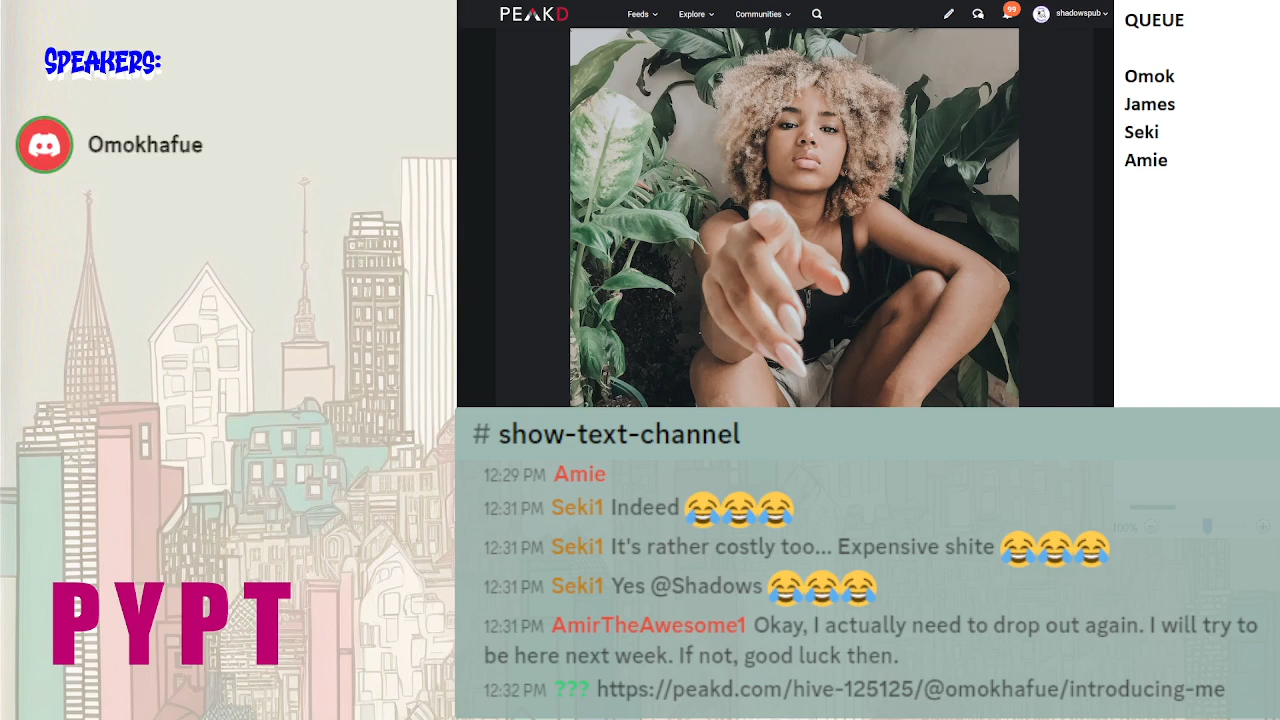 SPEAKERS:
Omokhafue
PYPT
PEAKD
Feeds
Explore
Communities
99
shadowspub
QUEUE
Omok
James
Seki
Amie
# show-text-channel
12:29 PM Amie
12:31 PM Seki1 Indeed 😂😂😂
12:31 PM Seki1 It's rather costly too... Expensive shite 😂😂😂
12:31 PM Seki1 Yes @Shadows 😂😂😂
12:31 PM AmirTheAwesome1 Okay, I actually need to drop out again. I will try to
be here next week. If not, good luck then.
12:32 PM ??? https://peakd.com/hive-125125/@omokhafue/introducing-me
100%